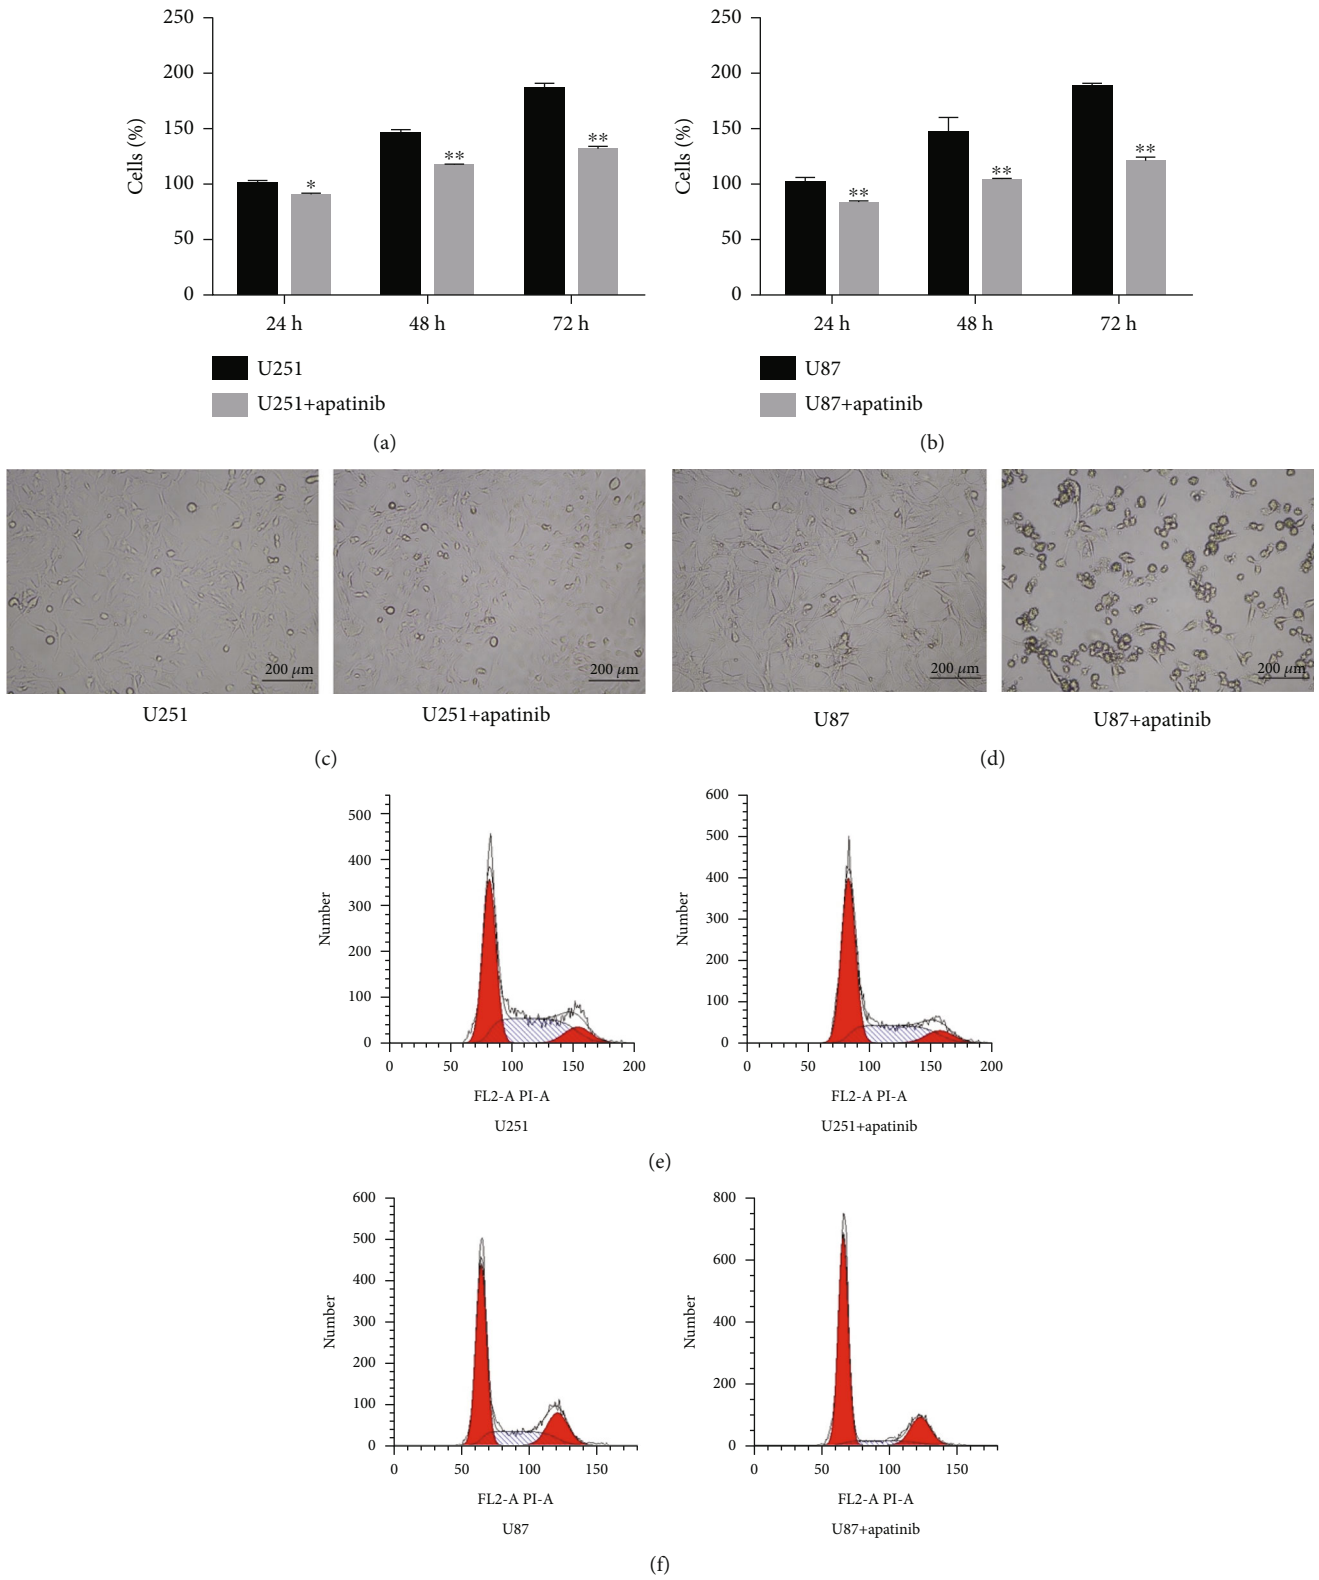 250
200
150
100
50
0
Cells (%)
*
**
**
24 h
48 h
72 h
U251
U251+apatinib
(a)
250
200
150
100
50
0
Cells (%)
**
**
**
24 h
48 h
72 h
U87
U87+apatinib
(b)
200 μm
200 μm
U251
U251+apatinib
(c)
200 μm
200 μm
U87
U87+apatinib
(d)
500
400
300
200
100
0
Number
0 50 100 150 200
FL2-A PI-A
U251
600
500
400
300
200
100
0
Number
0 50 100 150 200
FL2-A PI-A
U251+apatinib
(e)
600
500
400
300
200
100
0
Number
0 50 100 150
FL2-A PI-A
U87
800
600
400
200
0
Number
0 50 100 150
FL2-A PI-A
U87+apatinib
(f)